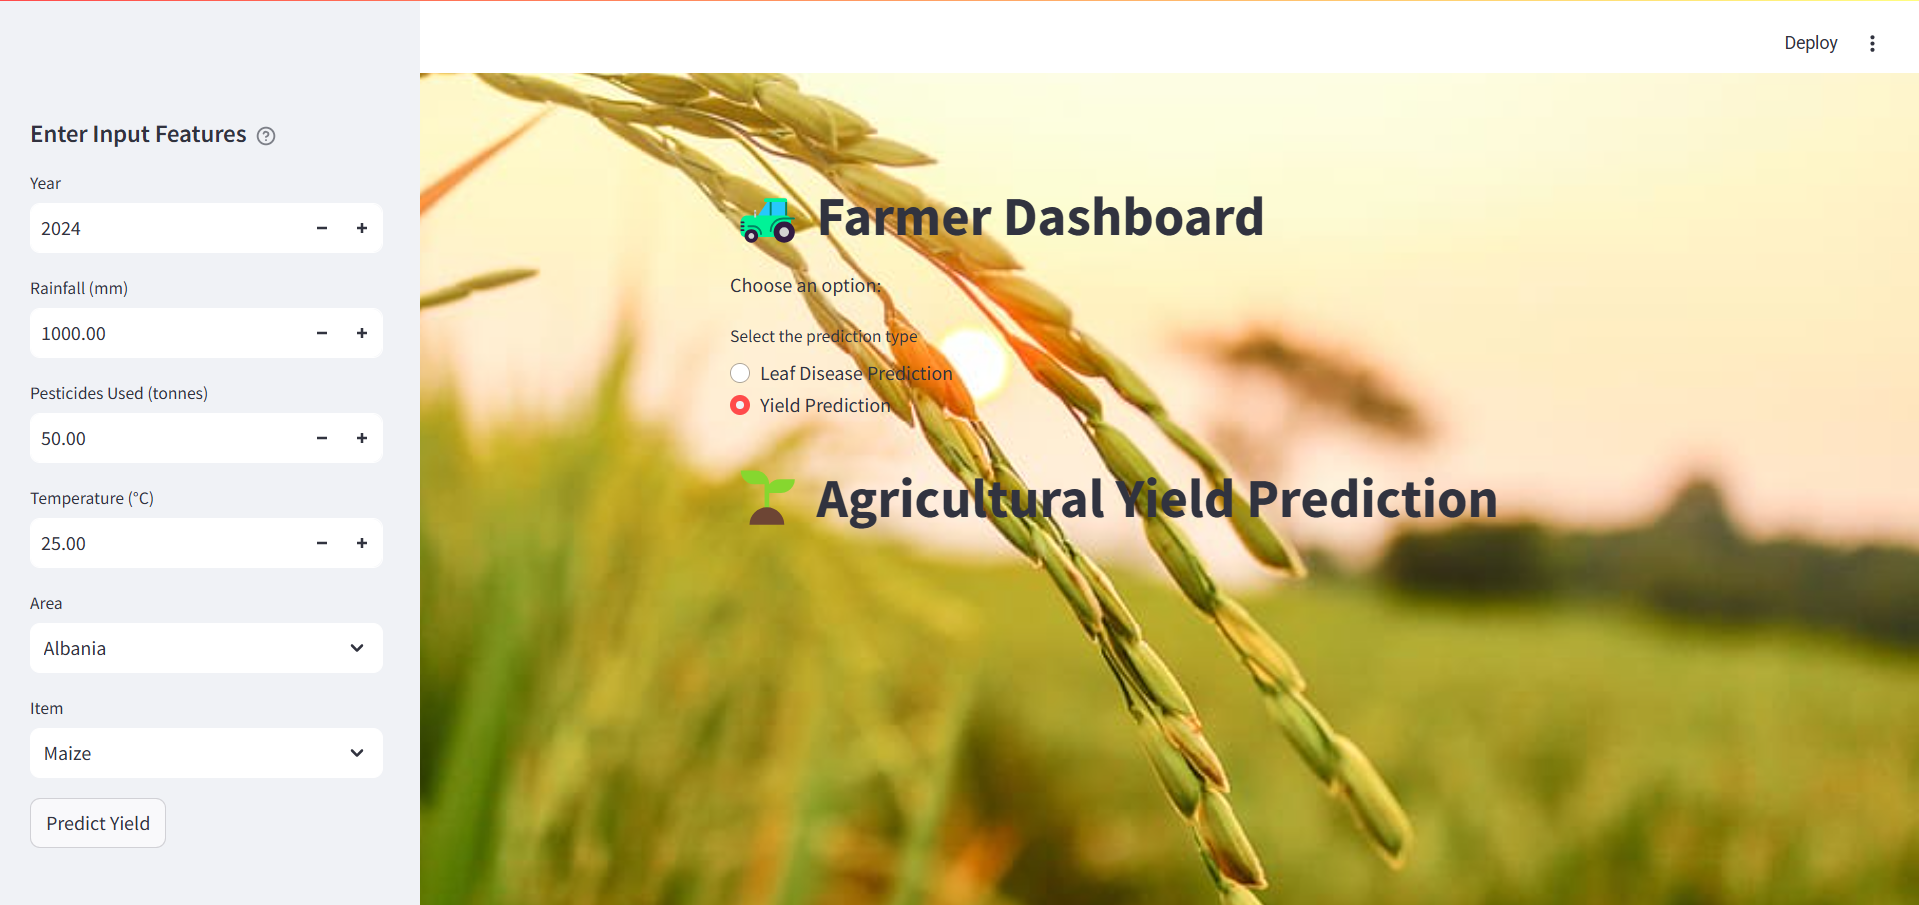 Deploy
Enter Input Features
Year
2024
Rainfall (mm)
1000.00
Pesticides Used (tonnes)
50.00
Temperature (°C)
25.00
Area
Albania
Item
Maize
Predict Yield
Farmer Dashboard
Choose an option:
Select the prediction type
Leaf Disease Prediction
Yield Prediction
Agricultural Yield Prediction